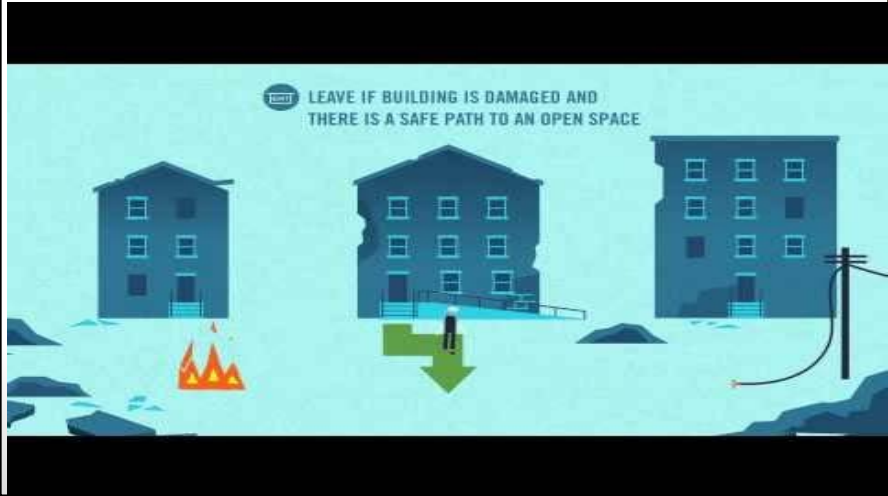 LEAVE IF BUILDING IS DAMAGED AND
THERE IS A SAFE PATH TO AN OPEN SPACE